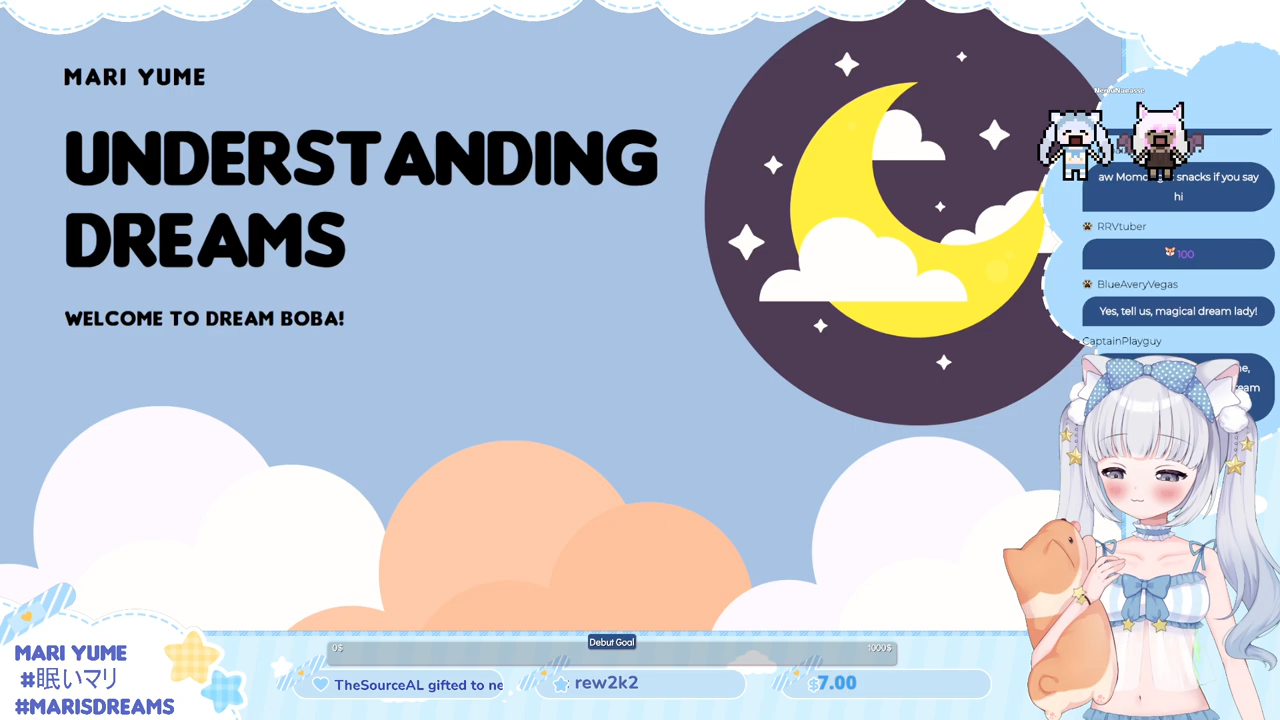 MARI YUME
UNDERSTANDING
DREAMS
WELCOME TO DREAM BOBA!
aw snacks if you say
hi
RRVtuber
100
BlueAveryVegas
Yes, tell us, magical dream lady!
CaptainPlayguy
MARI YUME
#眠いマリ
#MARISDREAMS
Debut Goal
0$
1000$
TheSourceAL gifted to ne
rew2k2
$7.00